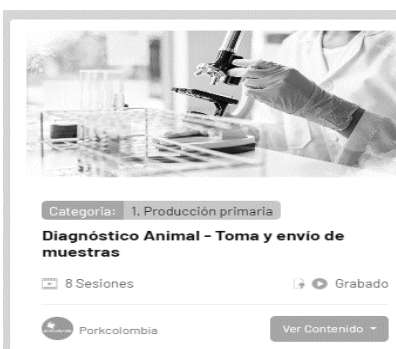 Categoria: 1. Producción primaria
Diagnóstico Animal - Toma y envío de
muestras
8 Sesiones Grabado
Porkcolombia Ver Contenido